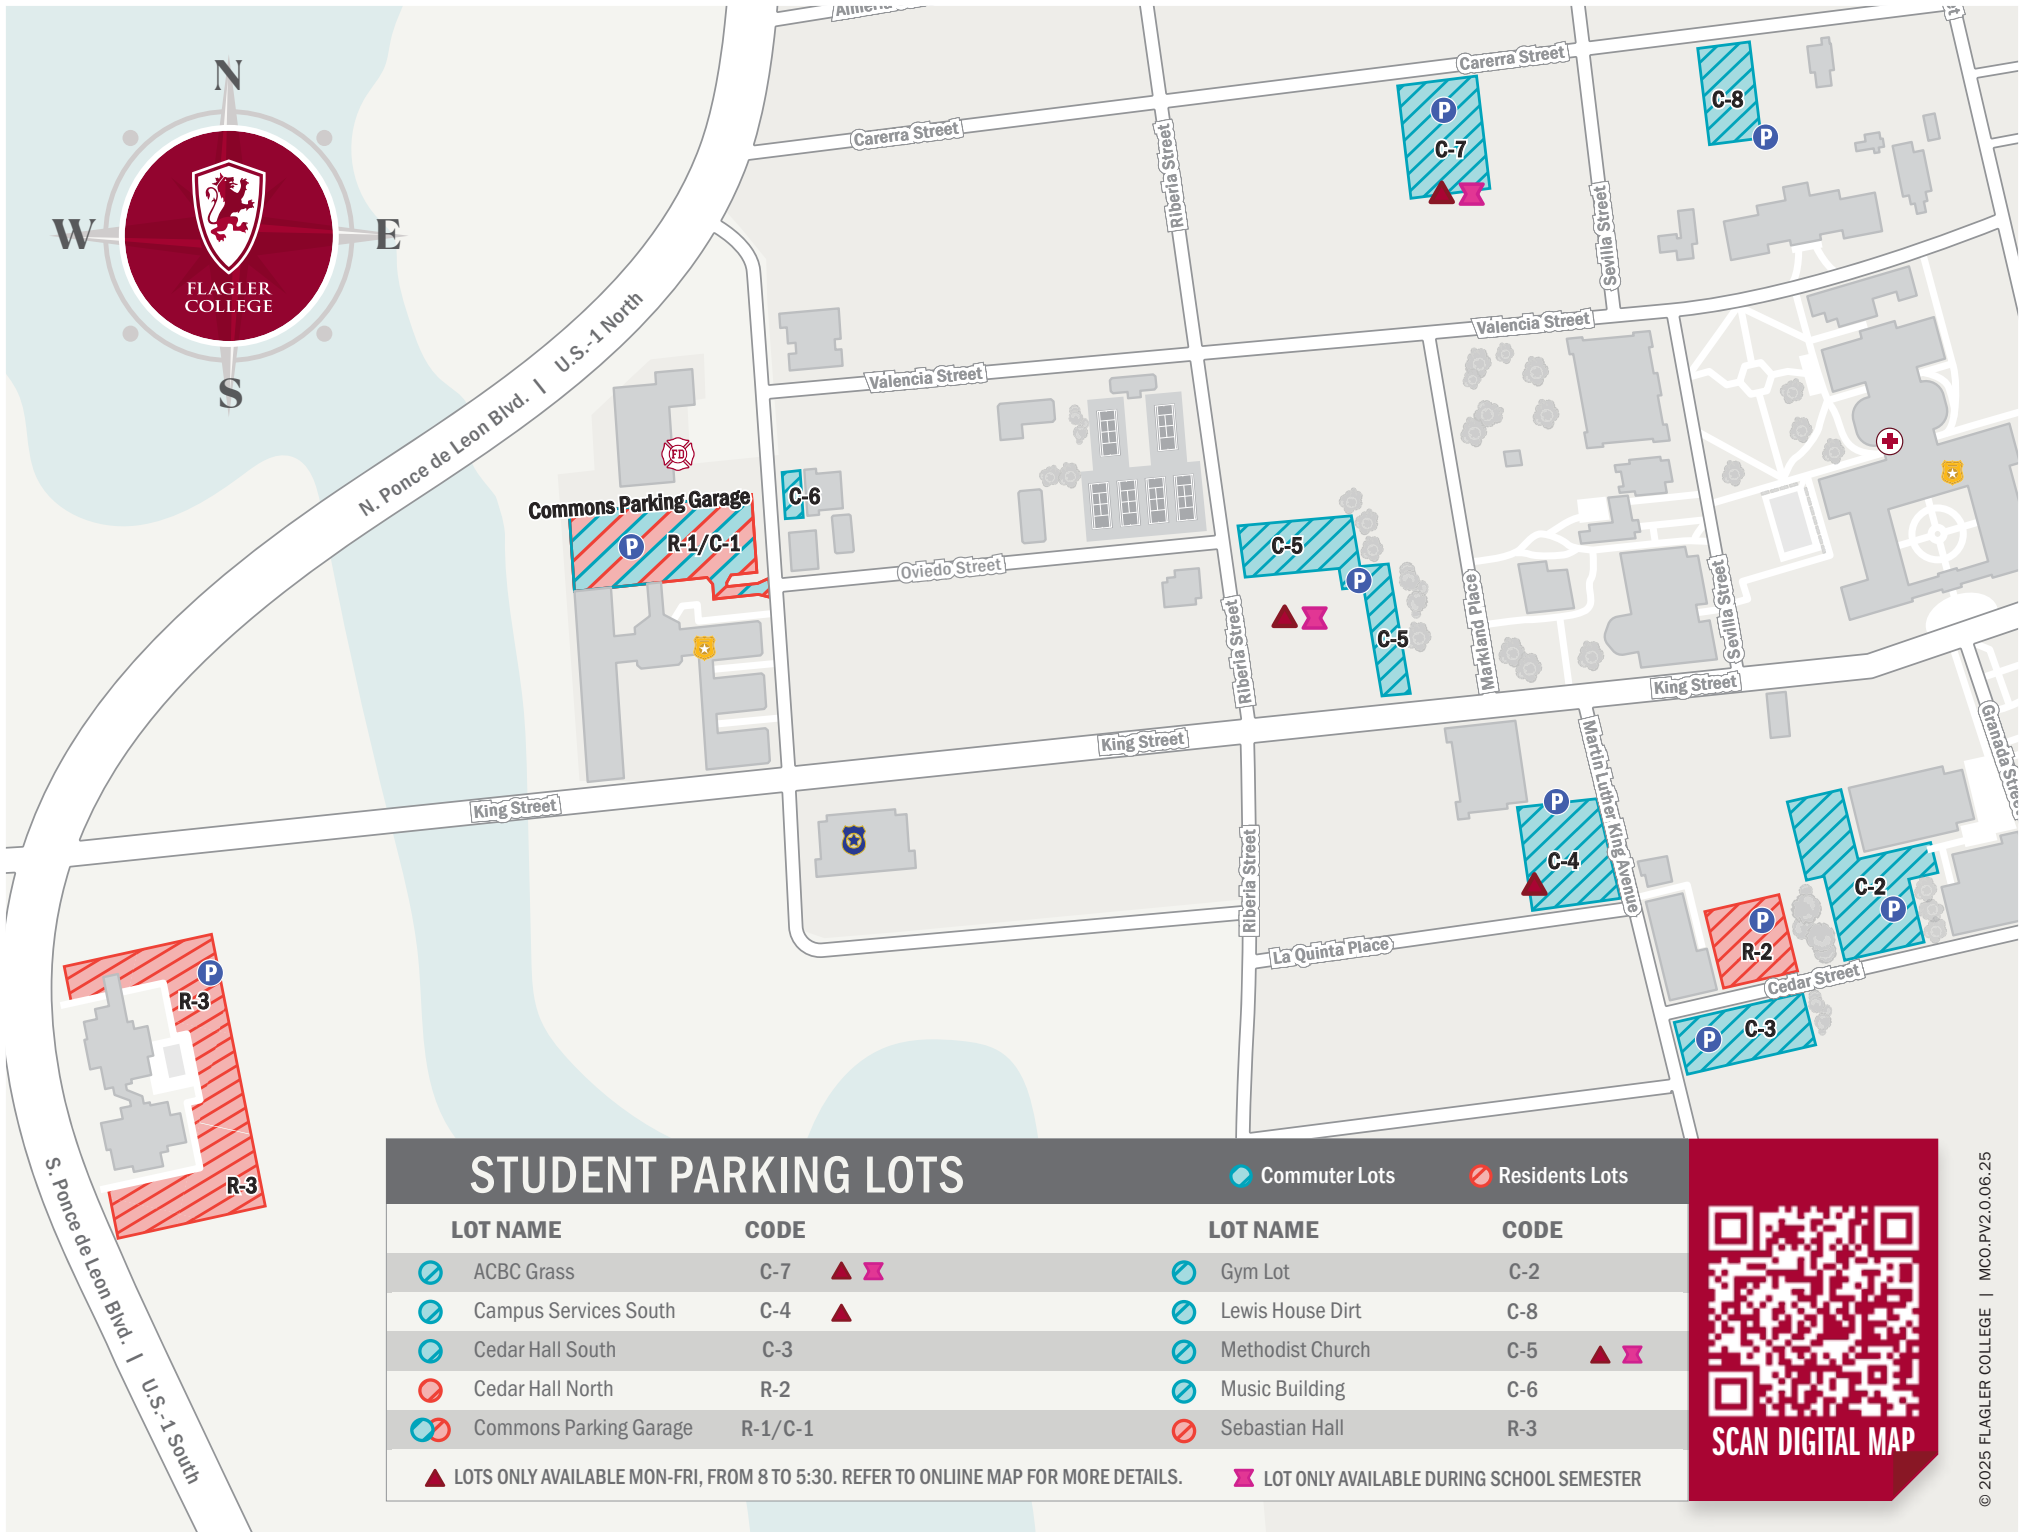 Carerra Street
N
C-8
P
P
Carerra Street
C-7
Riberia Street
W
E
Sevilla Street
FLAGLER
COLLEGE
U.S.-1 North
Valencia Street
S
Valencia Street
N. Ponce de Leon Blvd. |
FD
Commons Parking Garage
C-6
P
R-1/C-1
C-5
Oviedo Street
P
Markland Place
Sevilla Street
Riberia Street
C-5
King Street
King Street
Granada Street
Martin Luther King Avenue
King Street
P
C-4
Riberia Street
C-2
P
P
R-2
La Quinta Place
Cedar Street
P
R-3
C-3
P
R-3
S. Ponce de Leon Blvd. | U.S.-1 South
STUDENT PARKING LOTS
Commuter Lots
Residents Lots
LOT NAME CODE
LOT NAME CODE
ACBC Grass C-7
Gym Lot C-2
Campus Services South C-4
Lewis House Dirt C-8
Cedar Hall South C-3
Methodist Church C-5
Cedar Hall North R-2
Music Building C-6
Commons Parking Garage R-1/C-1
Sebastian Hall R-3
LOTS ONLY AVAILABLE MON-FRI, FROM 8 TO 5:30. REFER TO ONLIINE MAP FOR MORE DETAILS.
LOT ONLY AVAILABLE DURING SCHOOL SEMESTER
SCAN DIGITAL MAP
© 2025 FLAGLER COLLEGE | MCO.PV2.0.06.25